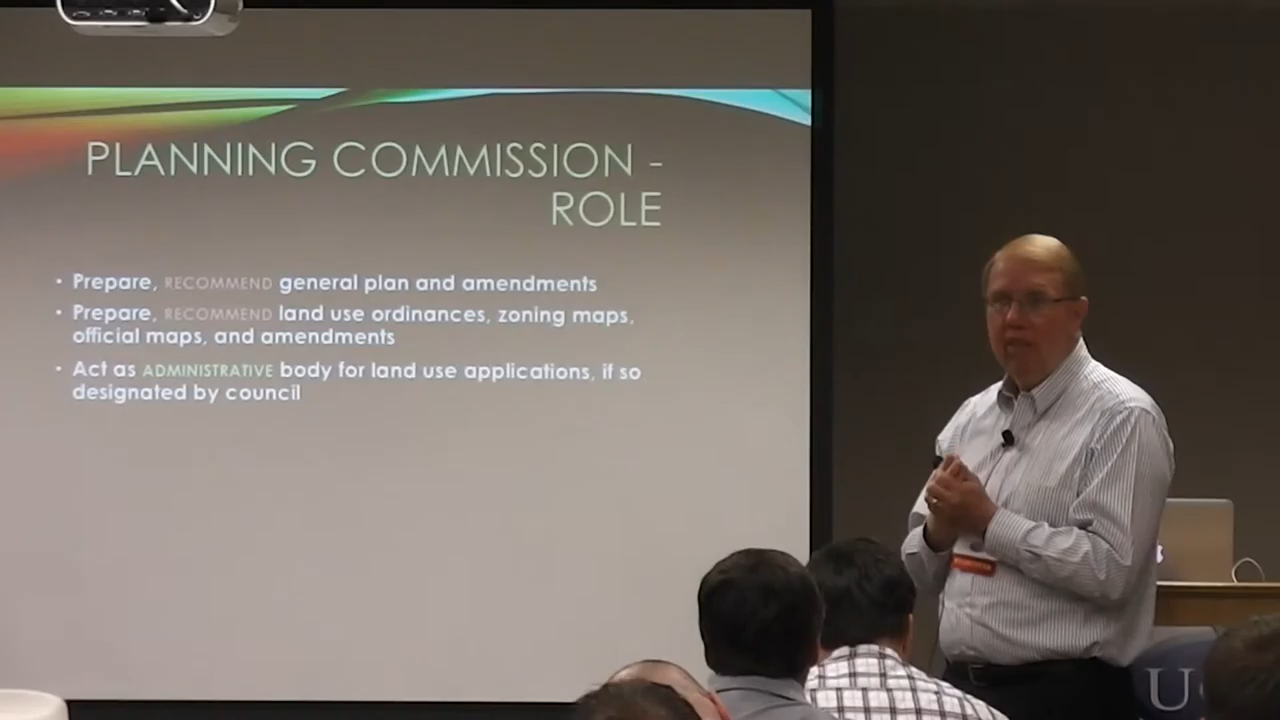 PLANNING COMMISSION -
ROLE
• Prepare, RECOMMEND general plan and amendments
• Prepare, RECOMMEND land use ordinances, zoning maps,
official maps, and amendments
• Act as ADMINISTRATIVE body for land use applications, if so
designated by council
U